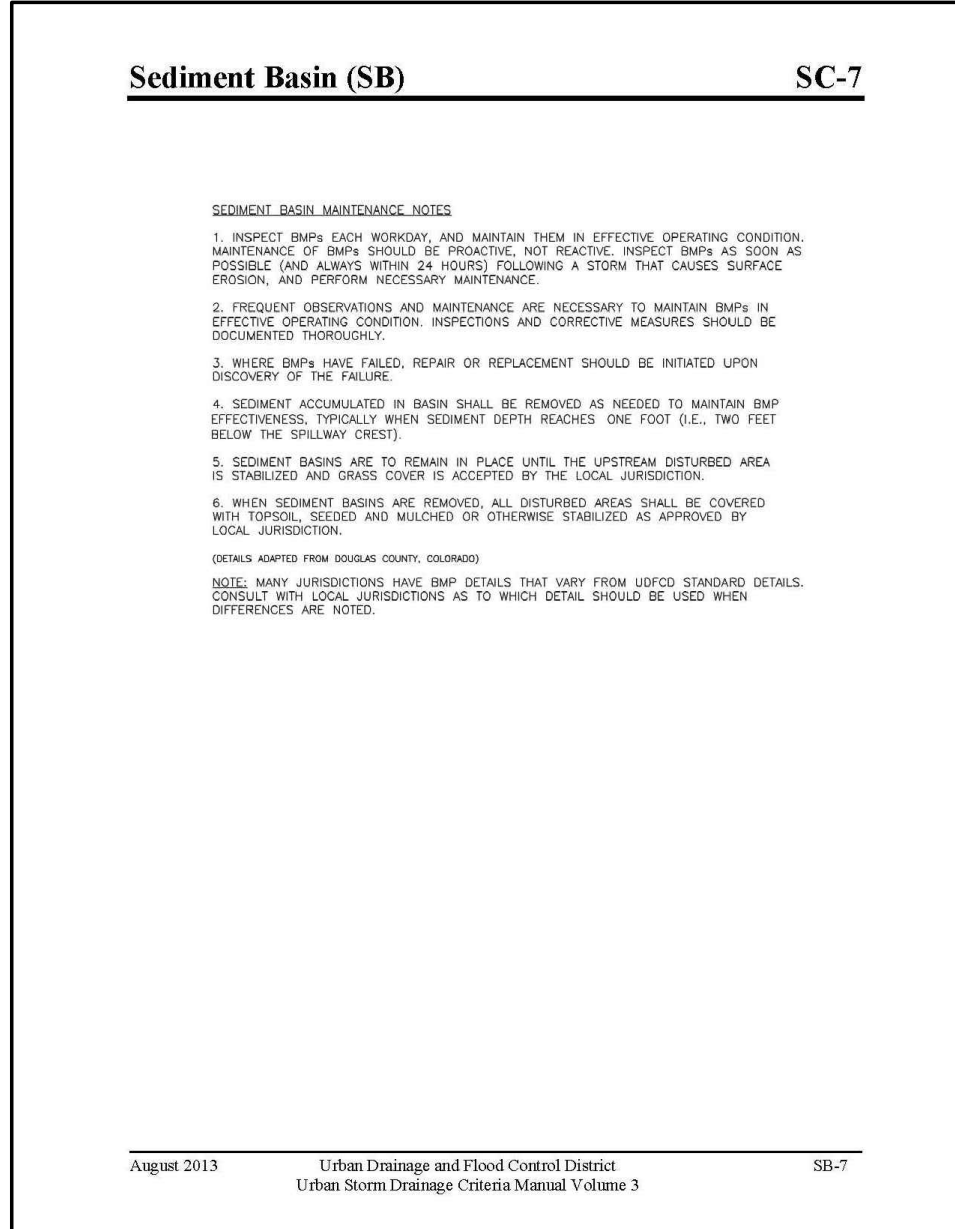 Sediment Basin (SB) SC-7
SEDIMENT BASIN MAINTENANCE NOTES
1. INSPECT BMPs EACH WORKDAY, AND MAINTAIN THEM IN EFFECTIVE OPERATING CONDITION.
MAINTENANCE OF BMPs SHOULD BE PROACTIVE, NOT REACTIVE. INSPECT BMPs AS SOON AS
POSSIBLE (AND ALWAYS WITHIN 24 HOURS) FOLLOWING A STORM THAT CAUSES SURFACE
EROSION, AND PERFORM NECESSARY MAINTENANCE.
2. FREQUENT OBSERVATIONS AND MAINTENANCE ARE NECESSARY TO MAINTAIN BMPs IN
EFFECTIVE OPERATING CONDITION. INSPECTIONS AND CORRECTIVE MEASURES SHOULD BE
DOCUMENTED THOROUGHLY.
3. WHERE BMPs HAVE FAILED, REPAIR OR REPLACEMENT SHOULD BE INITIATED UPON
DISCOVERY OF THE FAILURE.
4. SEDIMENT ACCUMULATED IN BASIN SHALL BE REMOVED AS NEEDED TO MAINTAIN BMP
EFFECTIVENESS, TYPICALLY WHEN SEDIMENT DEPTH REACHES ONE FOOT (I.E., TWO FEET
BELOW THE SPILLWAY CREST).
5. SEDIMENT BASINS ARE TO REMAIN IN PLACE UNTIL THE UPSTREAM DISTURBED AREA
IS STABILIZED AND GRASS COVER IS ACCEPTED BY THE LOCAL JURISDICTION.
6. WHEN SEDIMENT BASINS ARE REMOVED, ALL DISTURBED AREAS SHALL BE COVERED
WITH TOPSOIL, SEEDED AND MULCHED OR OTHERWISE STABILIZED AS APPROVED BY
LOCAL JURISDICTION.
(DETAILS ADAPTED FROM DOUGLAS COUNTY, COLORADO)
NOTE: MANY JURISDICTIONS HAVE BMP DETAILS THAT VARY FROM UDFCD STANDARD DETAILS.
CONSULT WITH LOCAL JURISDICTIONS AS TO WHICH DETAIL SHOULD BE USED WHEN
DIFFERENCES ARE NOTED.
August 2013 Urban Drainage and Flood Control District SB-7
Urban Storm Drainage Criteria Manual Volume 3